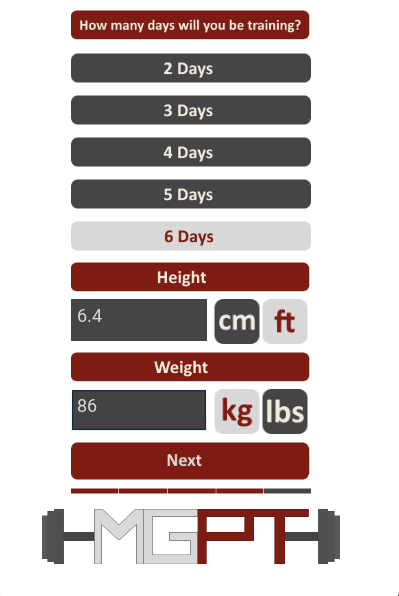 How many days will you be training?
2 Days
3 Days
4 Days
5 Days
6 Days
Height
6.4 cm ft
Weight
86 kg lbs
Next
MGPT